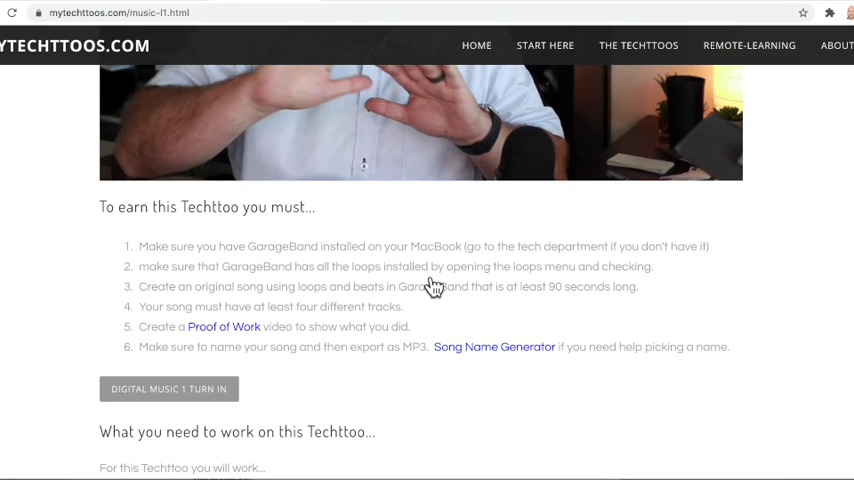 mytechttoos.com/music-l1.html
YTECHTTOOS.COM
HOME START HERE THE TECHTTOOS REMOTE-LEARNING ABOUT
To earn this Techttoo you must...
1. Make sure you have GarageBand installed on your MacBook (go to the tech department if you don't have it)
2. make sure that GarageBand has all the loops installed by opening the loops menu and checking.
3. Create an original song using loops and beats in GarageBand that is at least 90 seconds long.
4. Your song must have at least four different tracks.
5. Create a Proof of Work video to show what you did.
6. Make sure to name your song and then export as MP3. Song Name Generator if you need help picking a name.
DIGITAL MUSIC 1 TURN IN
What you need to work on this Techttoo...
For this Techttoo you will work...